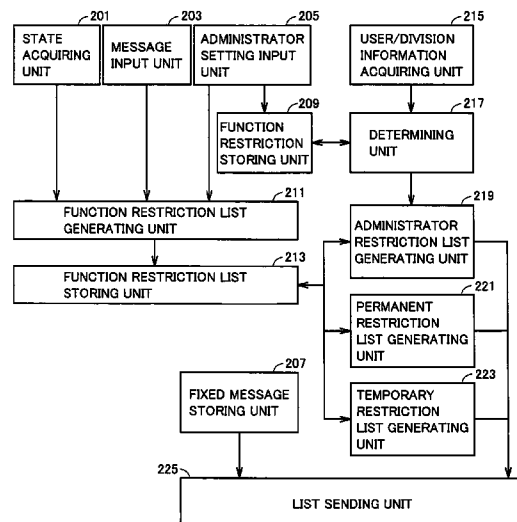 201
STATE
ACQUIRING
UNIT
203
MESSAGE
INPUT UNIT
205
ADMINISTRATOR
SETTING INPUT
UNIT
215
USER/DIVISION
INFORMATION
ACQUIRING UNIT
209
FUNCTION
RESTRICTION
STORING UNIT
217
DETERMINING
UNIT
211
FUNCTION RESTRICTION LIST
GENERATING UNIT
219
ADMINISTRATOR
RESTRICTION LIST
GENERATING UNIT
213
FUNCTION RESTRICTION LIST
STORING UNIT
221
PERMANENT
RESTRICTION
LIST GENERATING
UNIT
207
FIXED MESSAGE
STORING UNIT
223
TEMPORARY
RESTRICTION
LIST GENERATING
UNIT
225
LIST SENDING UNIT